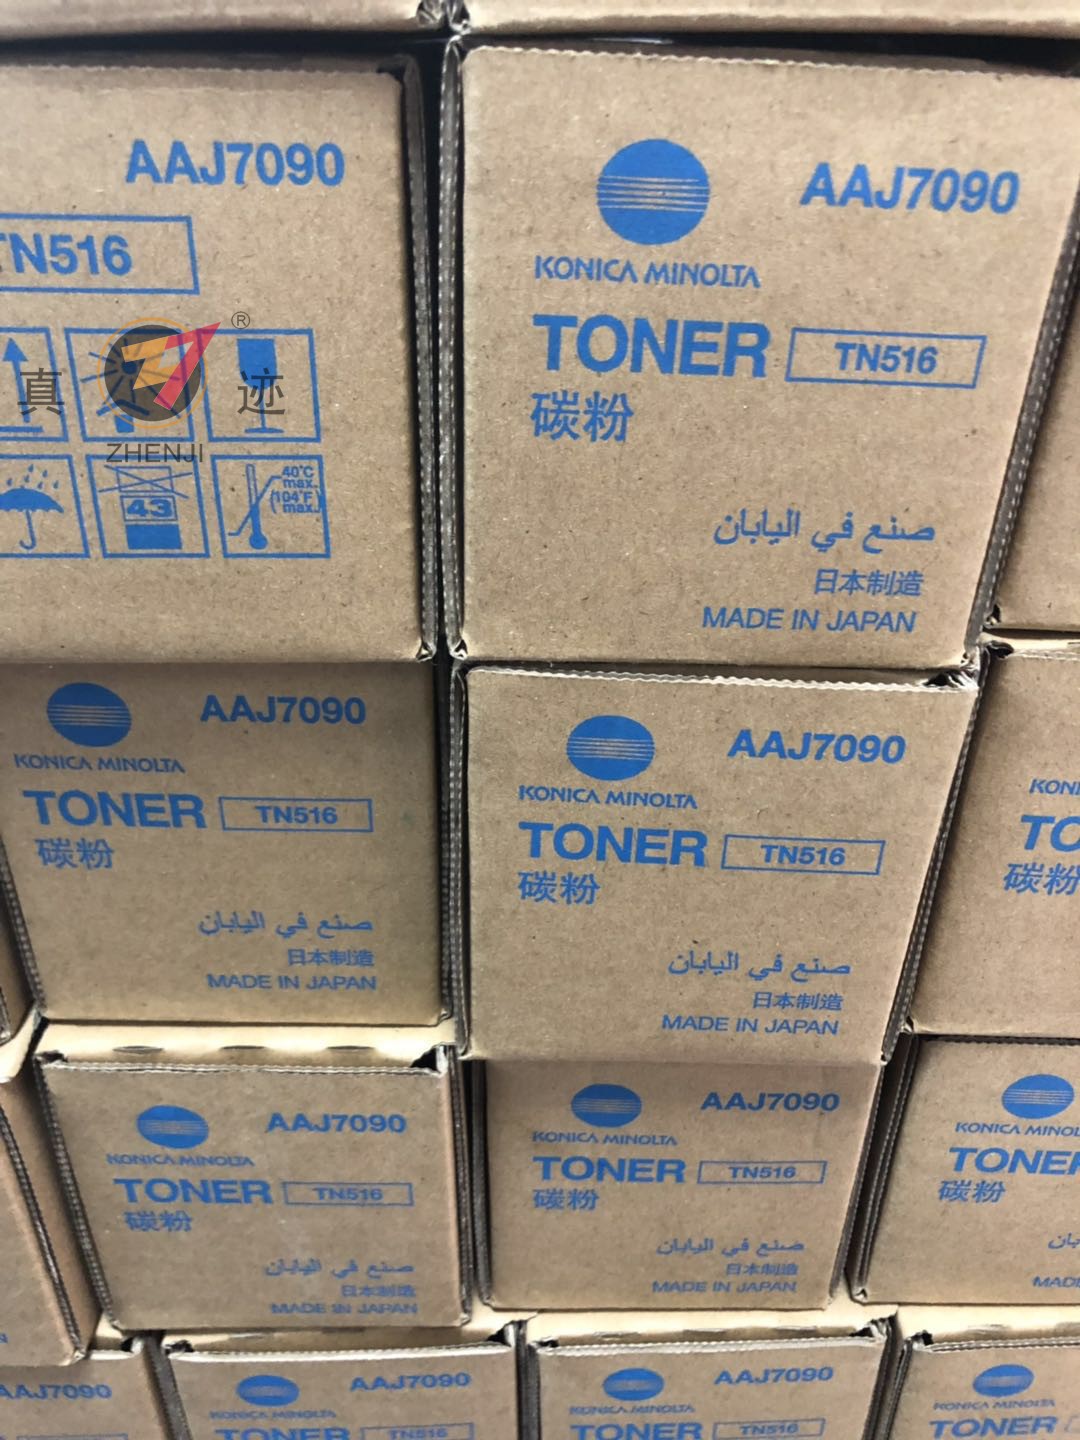 AAJ7090
TN516
真迹
®
ZHENJI
43
40°C
max.
(104°F
max.)
AAJ7090
KONICA MINOLTA
TONER TN516
碳粉
صنع في اليابان
日本制造
MADE IN JAPAN
AAJ7090
KONICA MINOLTA
TONER TN516
碳粉
صنع في اليابان
日本制造
MADE IN JAPAN
AAJ7090
KONICA MINOLTA
TONER TN516
碳粉
صنع في اليابان
日本制造
MADE IN JAPAN
碳粉
AAJ7090
KONICA MINOLTA
TONER TN516
碳粉
صنع في اليابان
日本制造
MADE IN JAPAN
AAJ7090
KONICA MINOLTA
TONER TN516
碳粉
صنع في اليابان
日本制造
MADE IN JAPAN
KONICA
碳粉
AAJ7090
AAJ7090
KONICA MINOLTA
TONER TN516
AAJ7090
KONICA MINOLTA
TONER TN516
KONICA MINOLTA
TONER